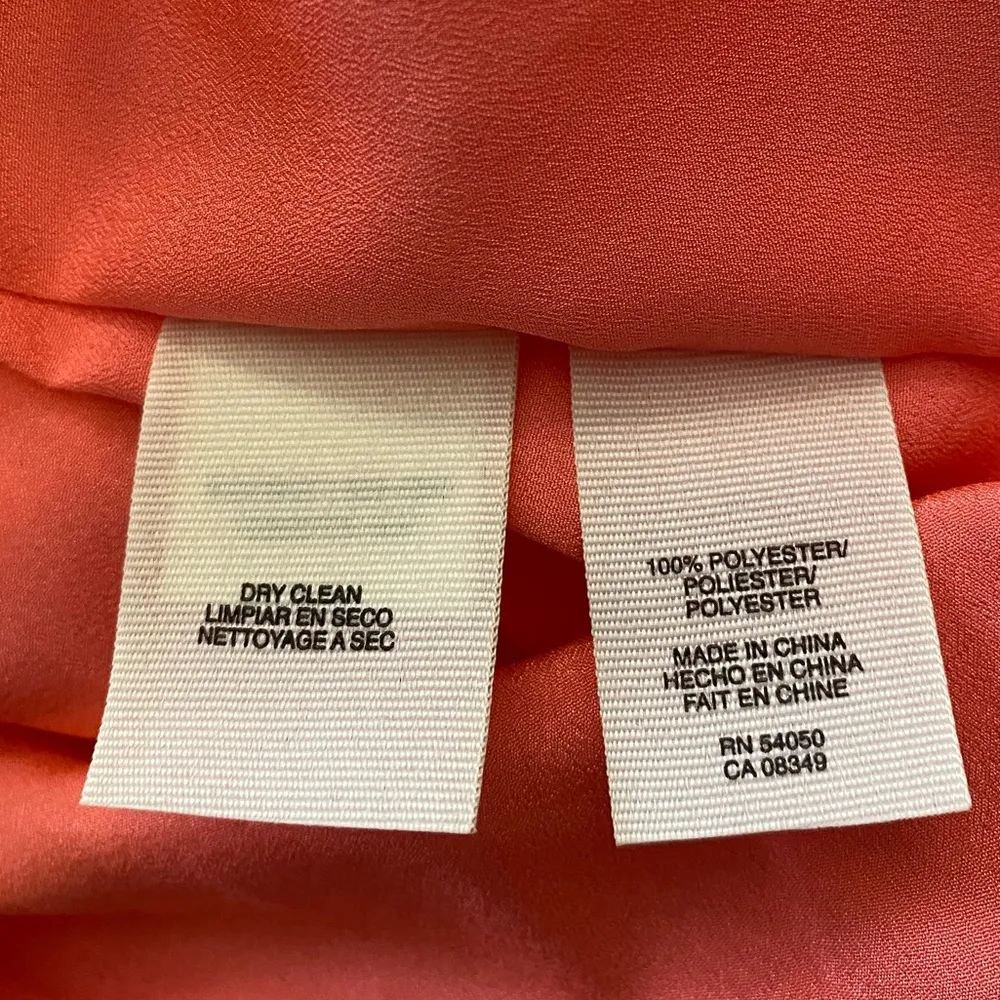 DRY CLEAN
LIMPIAR EN SECO
NETTOYAGE A SEC
100% POLYESTER/
POLIESTER/
POLYESTER
MADE IN CHINA
HECHO EN CHINA
FAIT EN CHINE
RN 54050
CA 08349